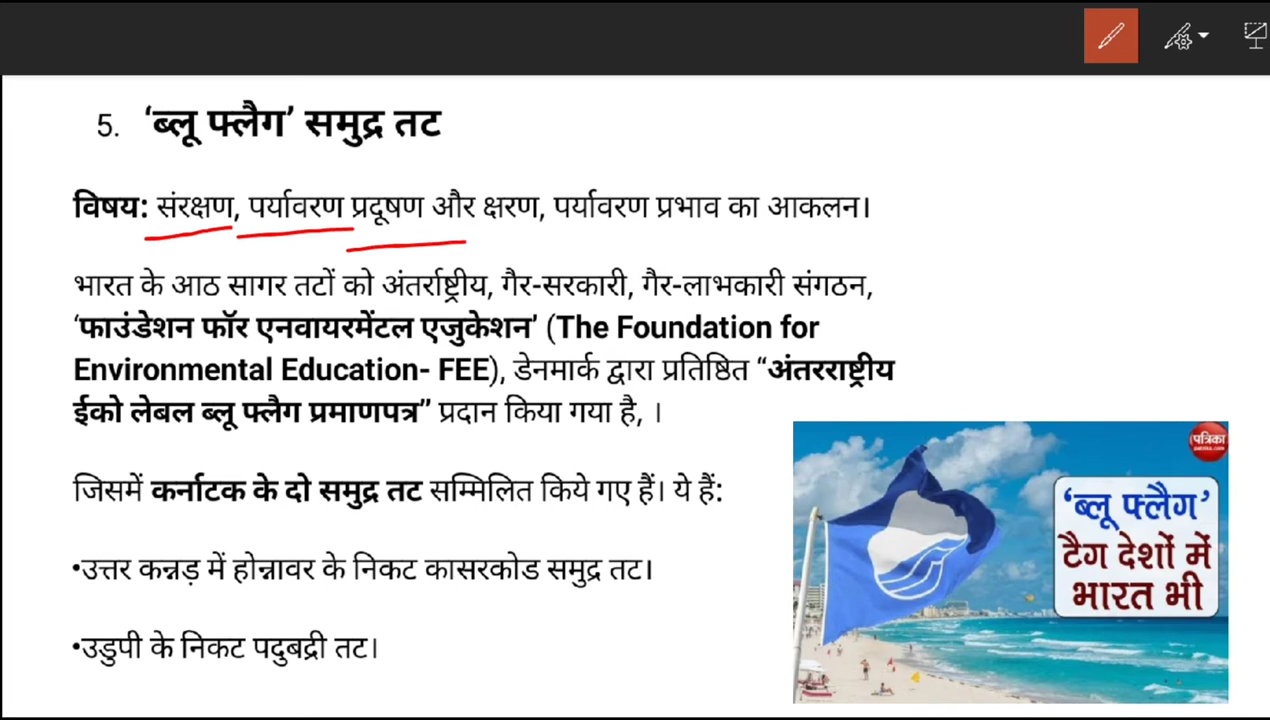 5. ‘ब्लू फ्लैग’ समुद्र तट
विषय: संरक्षण, पर्यावरण प्रदूषण और क्षरण, पर्यावरण प्रभाव का आकलन।
भारत के आठ सागर तटों को अंतर्राष्ट्रीय, गैर-सरकारी, गैर-लाभकारी संगठन,
‘फाउंडेशन फॉर एनवायरमेंटल एजुकेशन’ (The Foundation for
Environmental Education- FEE), डेनमार्क द्वारा प्रतिष्ठित “अंतरराष्ट्रीय
ईको लेबल ब्लू फ्लैग प्रमाणपत्र” प्रदान किया गया है, ।
जिसमें कर्नाटक के दो समुद्र तट सम्मिलित किये गए हैं। ये हैं:
•उत्तर कन्नड़ में होन्नावर के निकट कासरकोड समुद्र तट।
•उडुपी के निकट पदुबद्री तट।
पत्रिका
patrika.com
‘ब्लू फ्लैग’
टैग देशों में
भारत भी